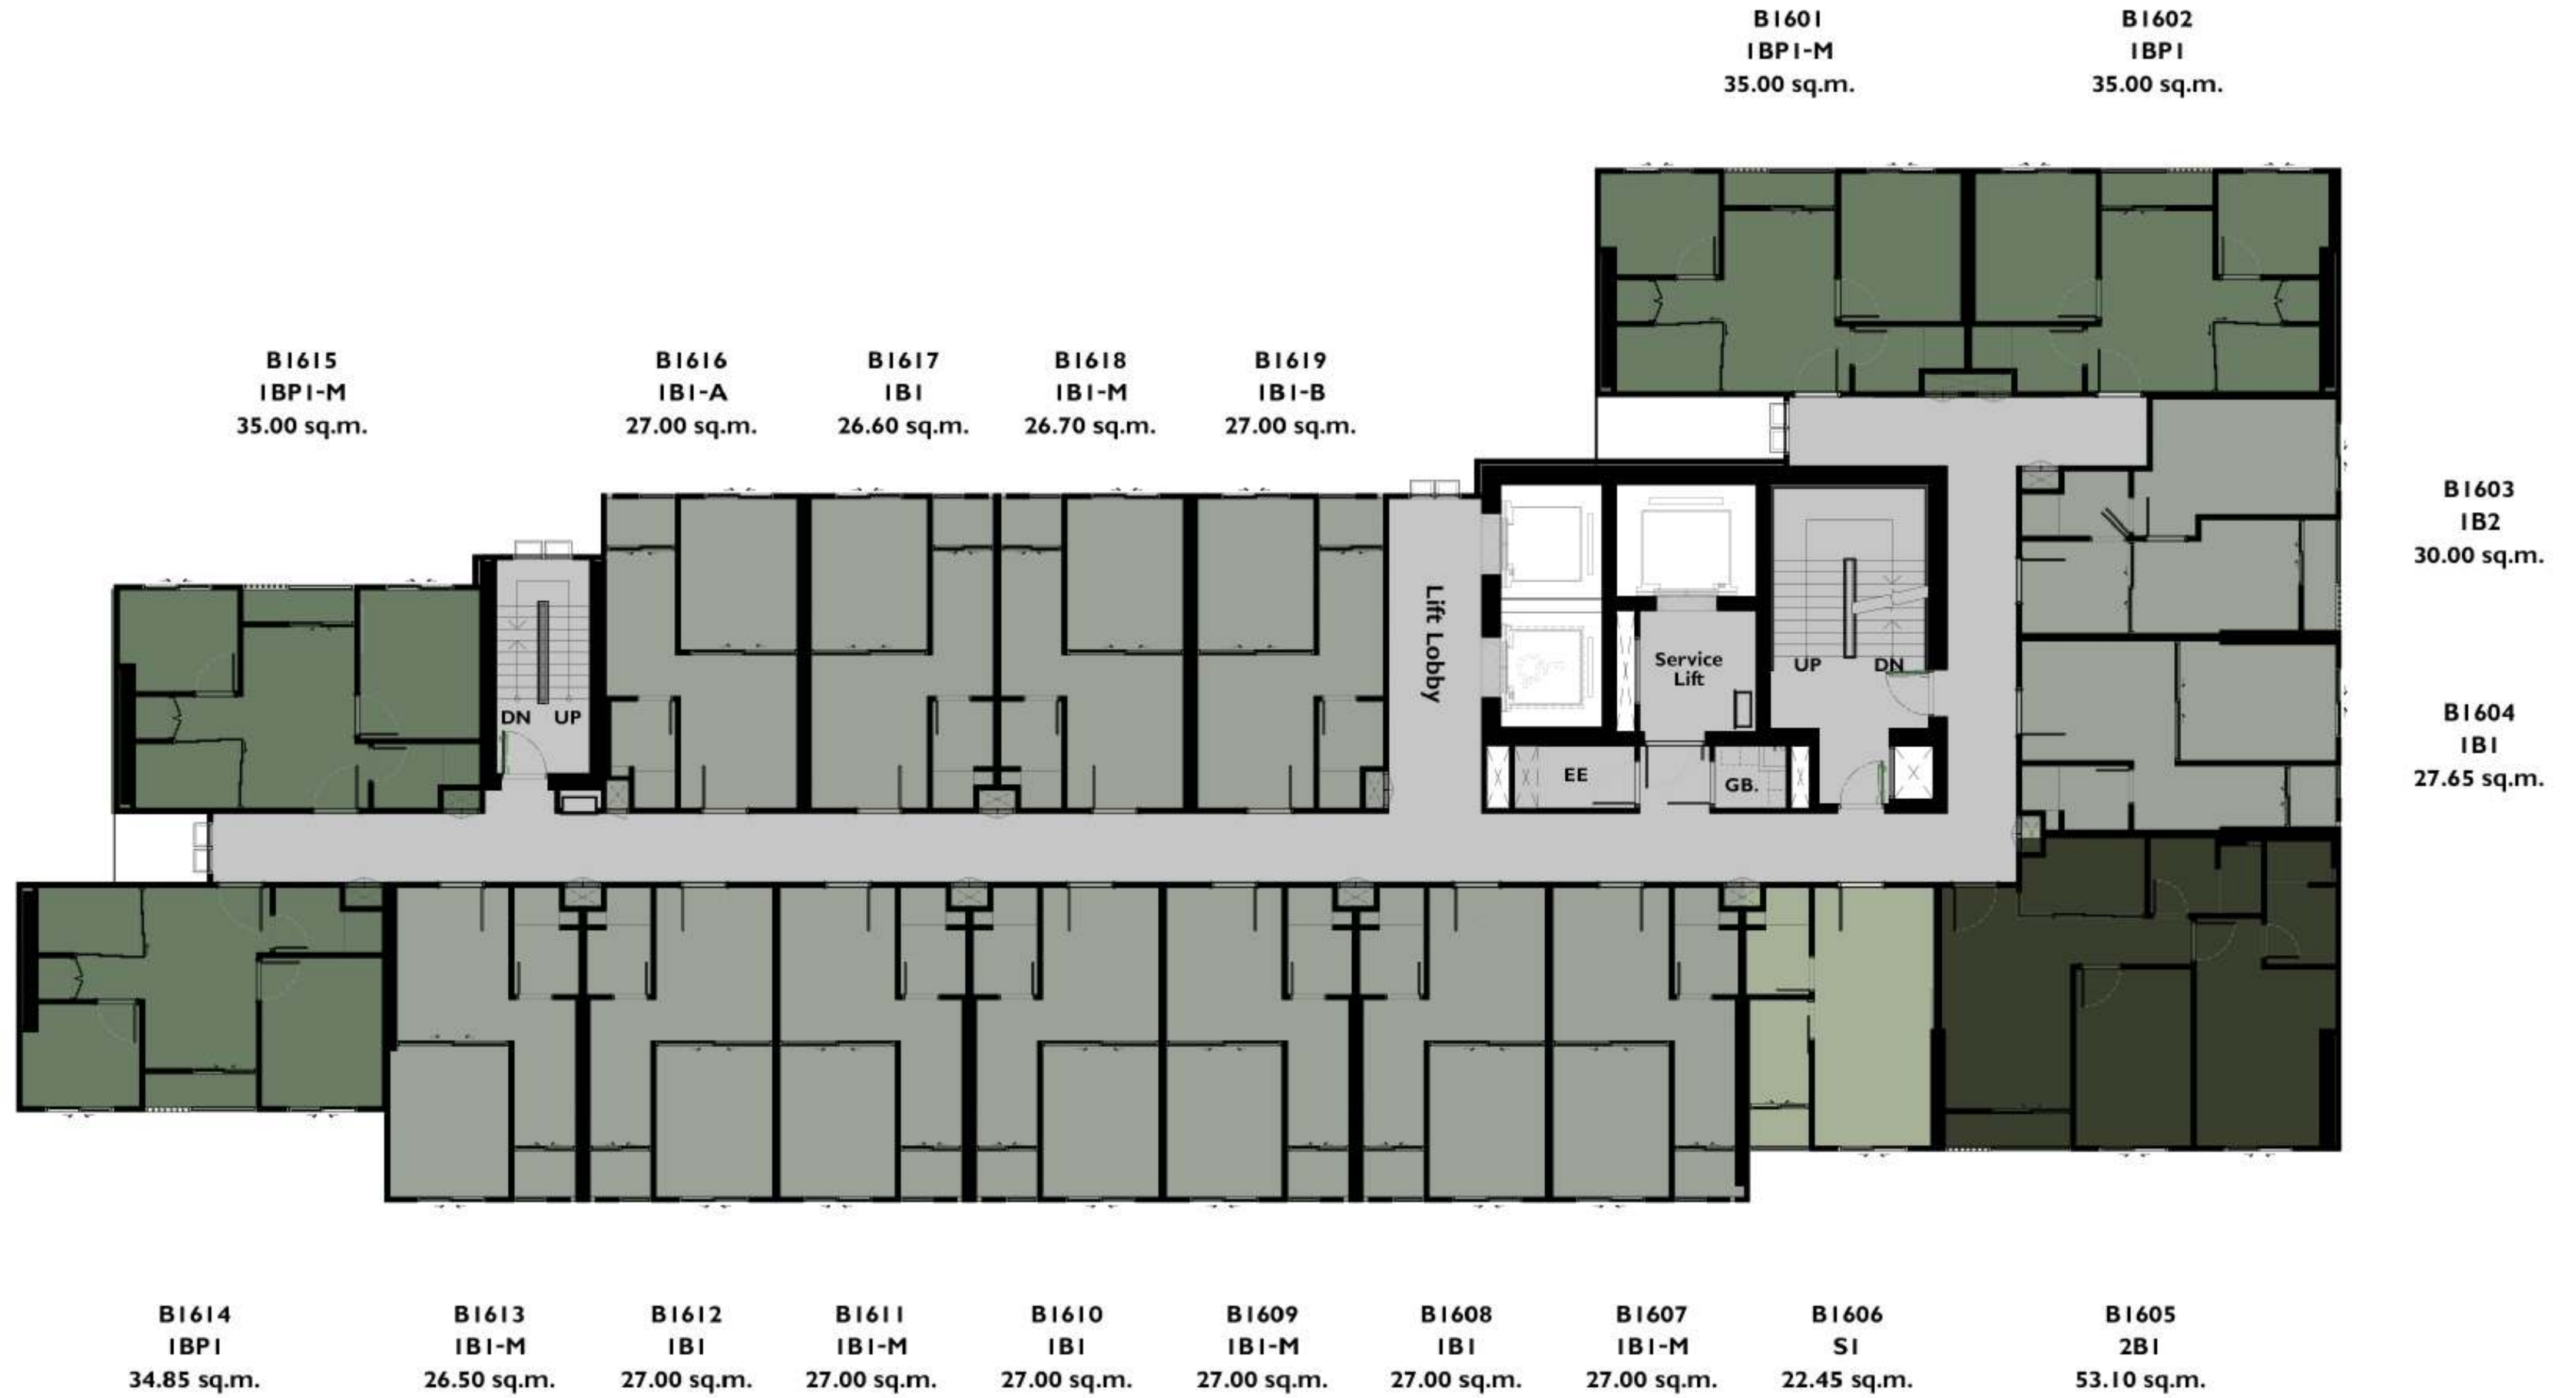 B1601
1BP1-M
35.00 sq.m.
B1602
1BP1
35.00 sq.m.
B1615
1BP1-M
35.00 sq.m.
B1616
1B1-A
27.00 sq.m.
B1617
1B1
26.60 sq.m.
B1618
1B1-M
26.70 sq.m.
B1619
1B1-B
27.00 sq.m.
B1603
1B2
30.00 sq.m.
Lift Lobby
Service
Lift
UP DN
DN UP
EE
GB.
B1604
1B1
27.65 sq.m.
B1614
1BP1
34.85 sq.m.
B1613
1B1-M
26.50 sq.m.
B1612
1B1
27.00 sq.m.
B1611
1B1-M
27.00 sq.m.
B1610
1B1
27.00 sq.m.
B1609
1B1-M
27.00 sq.m.
B1608
1B1
27.00 sq.m.
B1607
1B1-M
27.00 sq.m.
B1606
S1
22.45 sq.m.
B1605
2B1
53.10 sq.m.